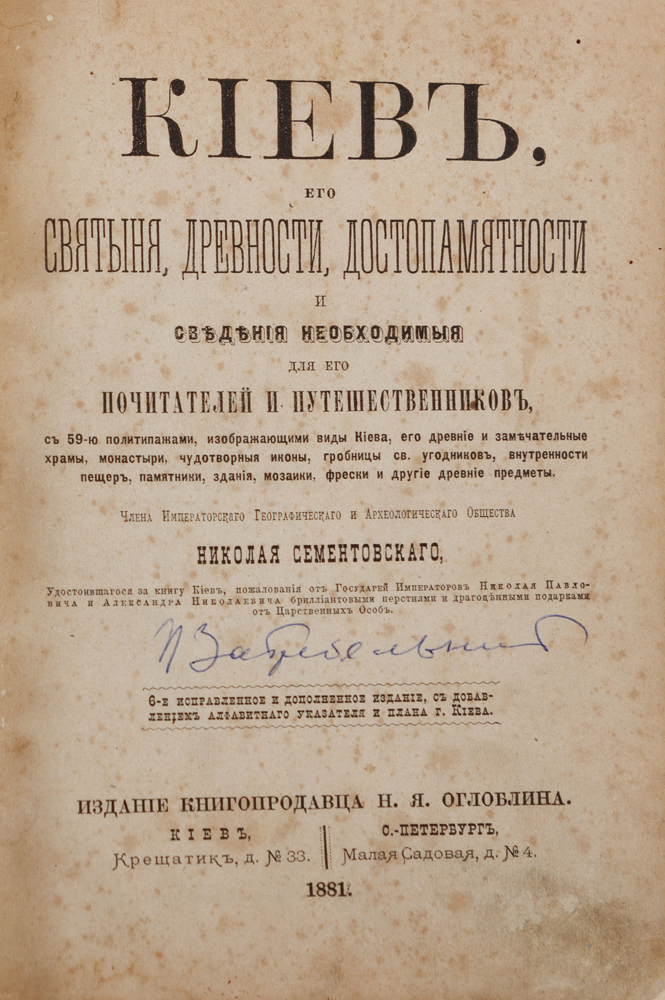 КІЕВЪ,
ЕГО
СВЯТЫНЯ, ДРЕВНОСТИ, ДОСТОПАМЯТНОСТИ
И
СВѢДѢНІЯ НЕОБХОДИМЫЯ
ДЛЯ ЕГО
ПОЧИТАТЕЛЕЙ И ПУТЕШЕСТВЕННИКОВЪ,
съ 59-ю политипажами, изображающими виды Кіева, его древніе и замѣчательные
храмы, монастыри, чудотворныя иконы, гробницы св. угодниковъ, внутренности
пещеръ, памятники, зданія, мозаики, фрески и другіе древніе предметы.
Члена Императорскаго Географическаго и Археологическаго Общества
НИКОЛАЯ СЕМЕНТОВСКАГО,
Удостоившагося за книгу Кіевъ, пожалованія отъ Государей Императоровъ Николая Павло-
вича и Александра Николаевича брилліантовыми перстнями и драгоцѣнными подарками
отъ Царственныхъ Особъ.
П Загребельний
6-Е ИСПРАВЛЕННОЕ И ДОПОЛНЕННОЕ ИЗДАНІЕ, СЪ ДОБАВ-
ЛЕНІЕМЪ АЛФАВИТНАГО УКАЗАТЕЛЯ И ПЛАНА Г. КІЕВА.
ИЗДАНІЕ КНИГОПРОДАВЦА Н. Я. ОГЛОБЛИНА.
КІЕВЪ,
Крещатикъ, д. № 33.
С.-ПЕТЕРБУРГЪ,
Малая Садовая, д. № 4.
1881.